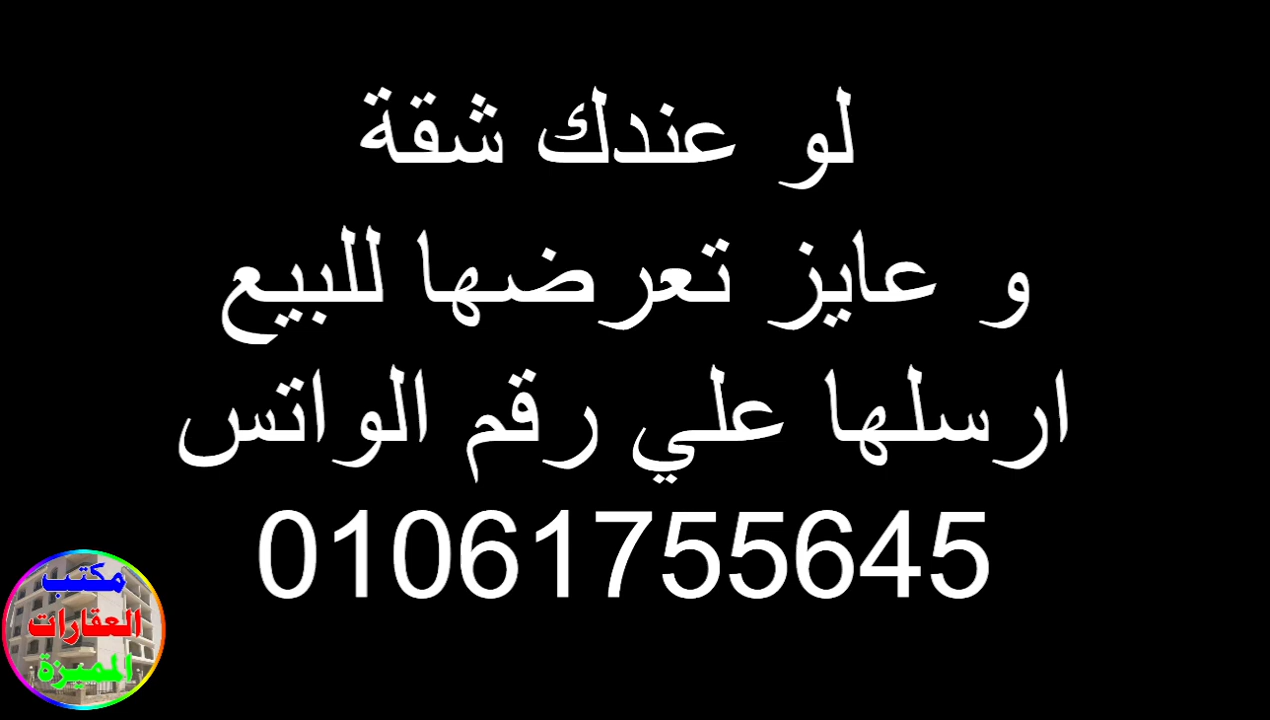 لو عندك شقة
و عايز تعرضها للبيع
ارسلها علي رقم الواتس
01061755645
مكتب
العقارات
المميزة